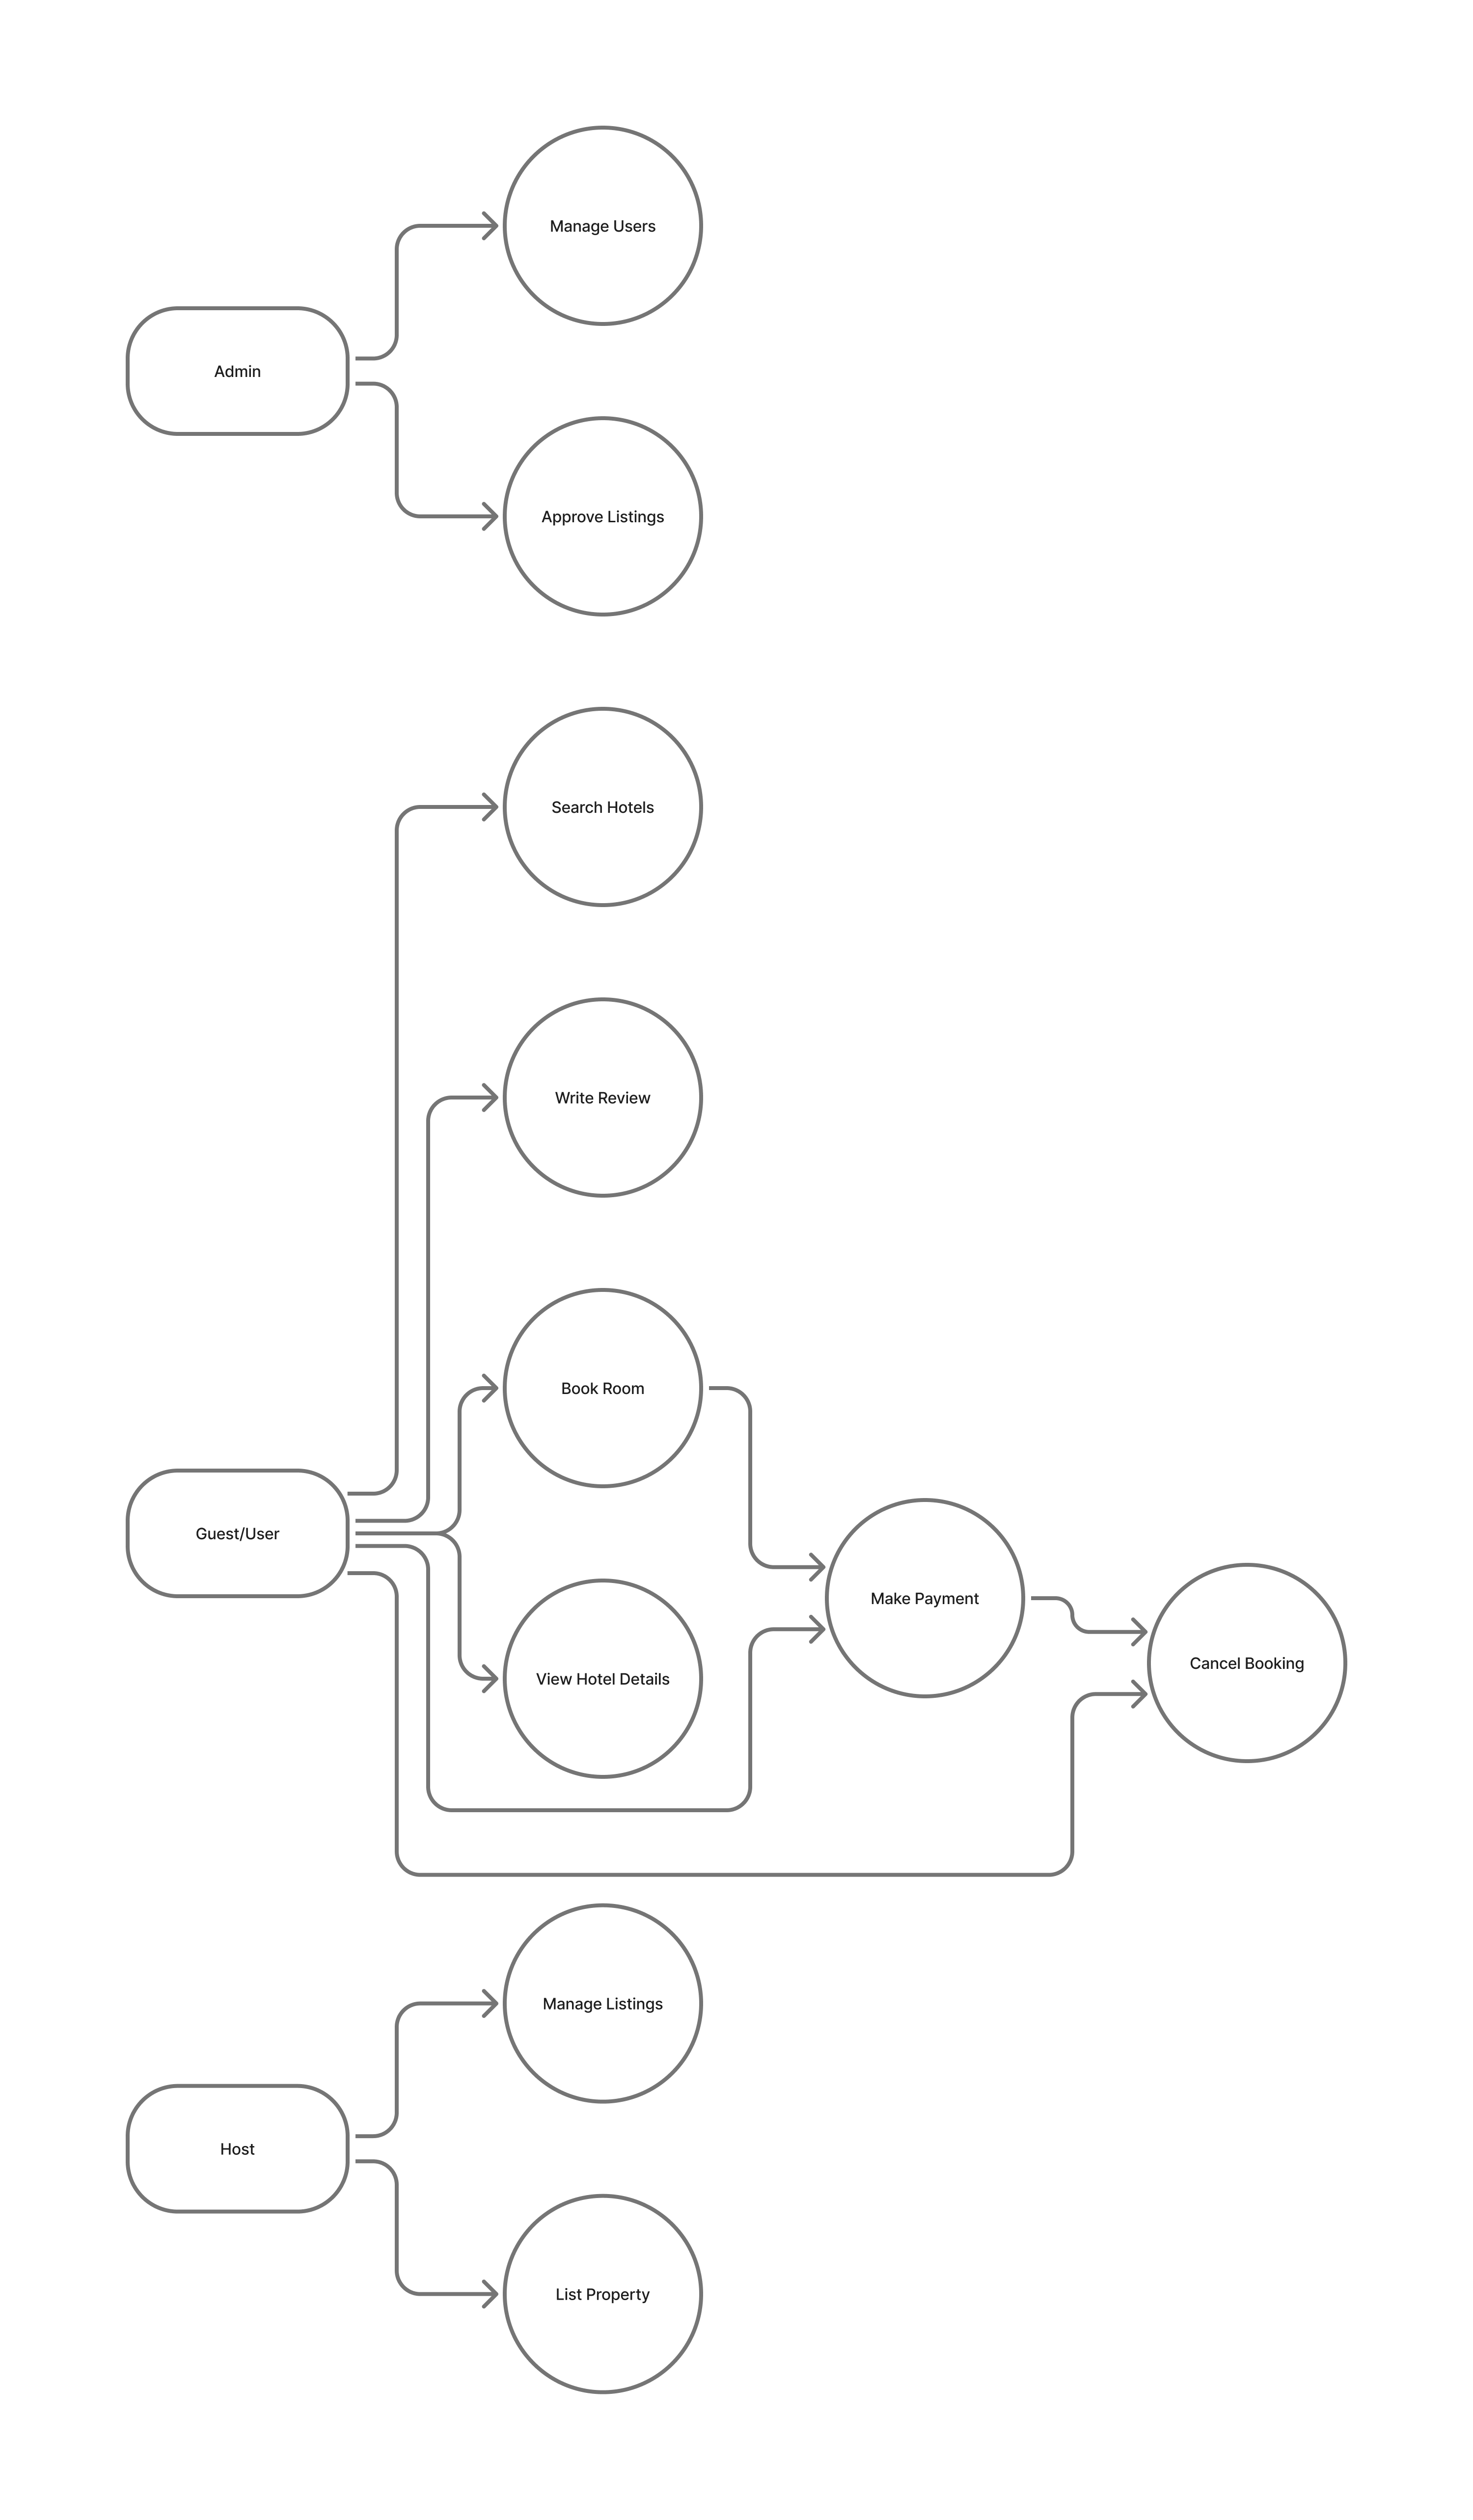 Manage Users
Admin
Approve Listings
Search Hotels
Write Review
Book Room
Guest/User
Make Payment
Cancel Booking
View Hotel Details
Manage Listings
Host
List Property